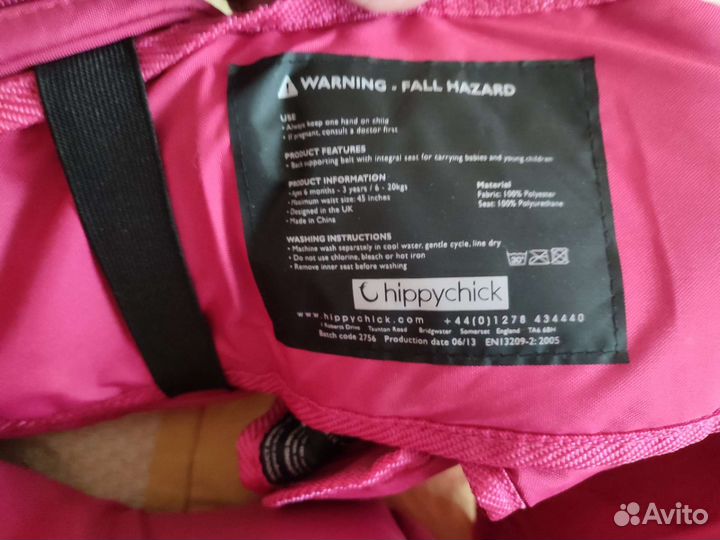 WARNING - FALL HAZARD
USE
• Always keep one hand on child
• If pregnant, consult a doctor first
PRODUCT FEATURES
• Back supporting belt with integral seat for carrying babies and young children
PRODUCT INFORMATION
• Age 6 months - 3 years / 6 - 20kgs
• Maximum waist size: 45 inches
• Designed in the UK
• Made in China
Material
Fabric: 100% Polyester
Seat: 100% Polyurethane
WASHING INSTRUCTIONS
• Machine wash separately in cool water, gentle cycle, line dry
• Do not use chlorine, bleach or hot iron
• Remove inner seat before washing
30°
hippychick
www.hippychick.com +44(0)1278 434440
1 Roberts Drive Taunton Road Bridgwater Somerset England TA6 6BH
Batch code 2756 Production date 06/13 EN13209-2: 2005
Avito